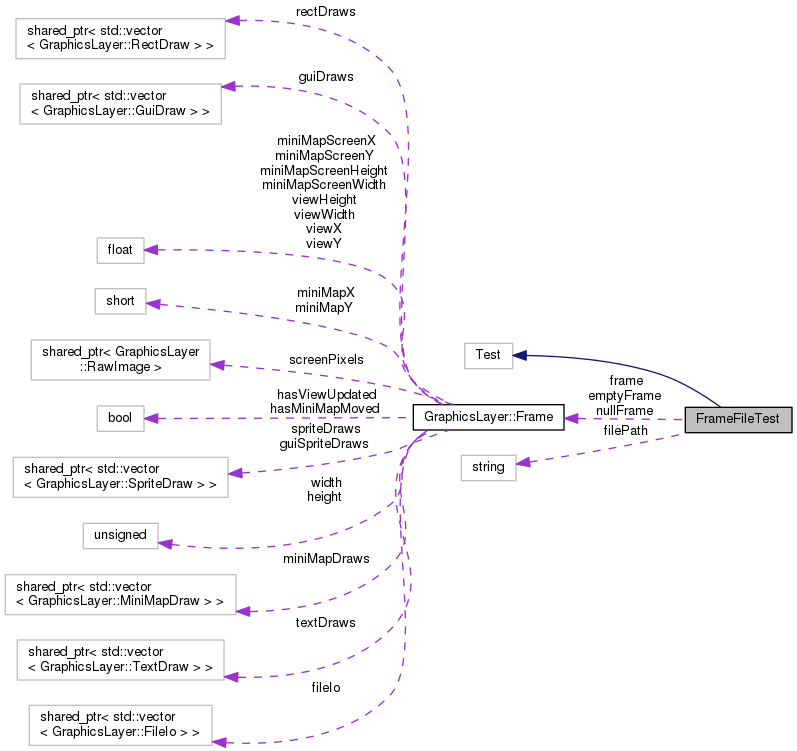 rectDraws
shared_ptr< std::vector
< GraphicsLayer::RectDraw > >
guiDraws
shared_ptr< std::vector
< GraphicsLayer::GuiDraw > >
miniMapScreenX
miniMapScreenY
miniMapScreenHeight
miniMapScreenWidth
viewHeight
viewWidth
viewX
viewY
float
short
miniMapX
miniMapY
shared_ptr< GraphicsLayer
::RawImage >
screenPixels
Test
bool
hasViewUpdated
hasMiniMapMoved
GraphicsLayer::Frame
frame
emptyFrame
nullFrame
FrameFileTest
filePath
string
spriteDraws
guiSpriteDraws
shared_ptr< std::vector
< GraphicsLayer::SpriteDraw > >
width
height
unsigned
miniMapDraws
shared_ptr< std::vector
< GraphicsLayer::MiniMapDraw > >
textDraws
shared_ptr< std::vector
< GraphicsLayer::TextDraw > >
fileIo
shared_ptr< std::vector
< GraphicsLayer::FileIo > >